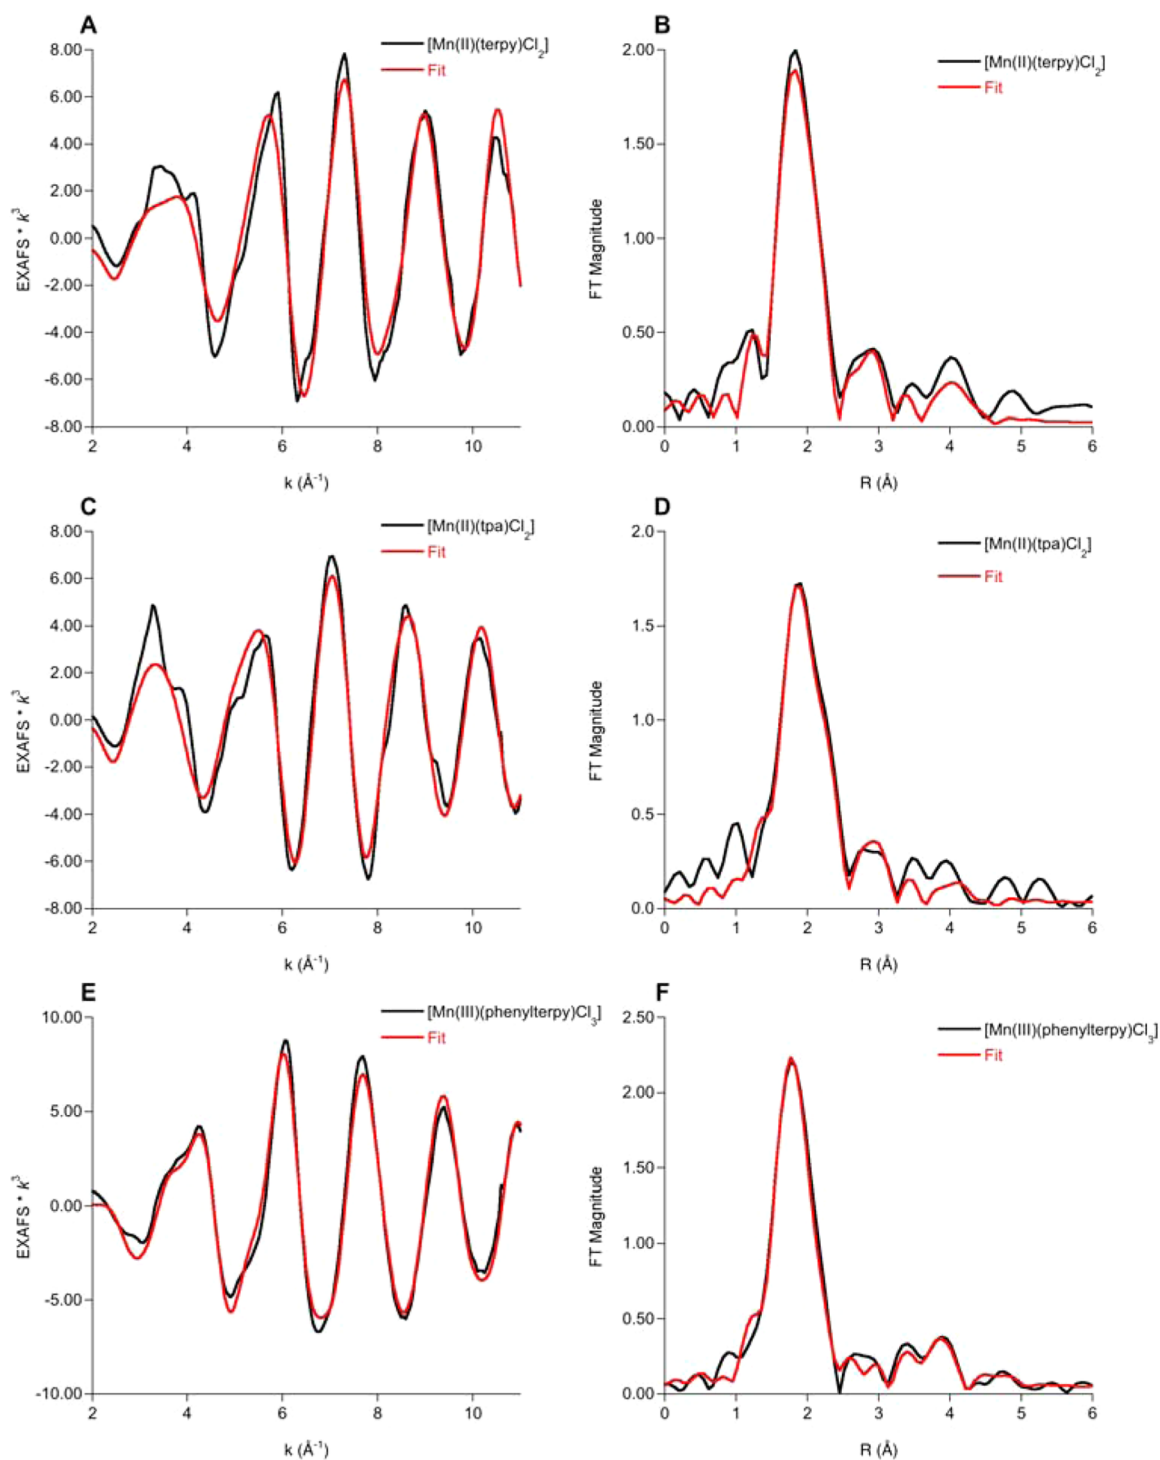 A
[Mn(II)(terpy)Cl2]
Fit
8.00
6.00
4.00
2.00
0.00
-2.00
-4.00
-6.00
-8.00
EXAFS * k3
2 4 6 8 10
k (Å-1)
B
[Mn(II)(terpy)Cl2]
Fit
2.00
1.50
1.00
0.50
0.00
FT Magnitude
0 1 2 3 4 5 6
R (Å)
C
[Mn(II)(tpa)Cl2]
Fit
8.00
6.00
4.00
2.00
0.00
-2.00
-4.00
-6.00
-8.00
EXAFS * k3
2 4 6 8 10
k (Å-1)
D
[Mn(II)(tpa)Cl2]
Fit
2.0
1.5
1.0
0.5
0.0
FT Magnitude
0 1 2 3 4 5 6
R (Å)
E
[Mn(III)(phenylterpy)Cl3]
Fit
10.00
5.00
0.00
-5.00
-10.00
EXAFS * k3
2 4 6 8 10
k (Å-1)
F
[Mn(III)(phenylterpy)Cl3]
Fit
2.50
2.00
1.50
1.00
0.50
0.00
FT Magnitude
0 1 2 3 4 5 6
R (Å)